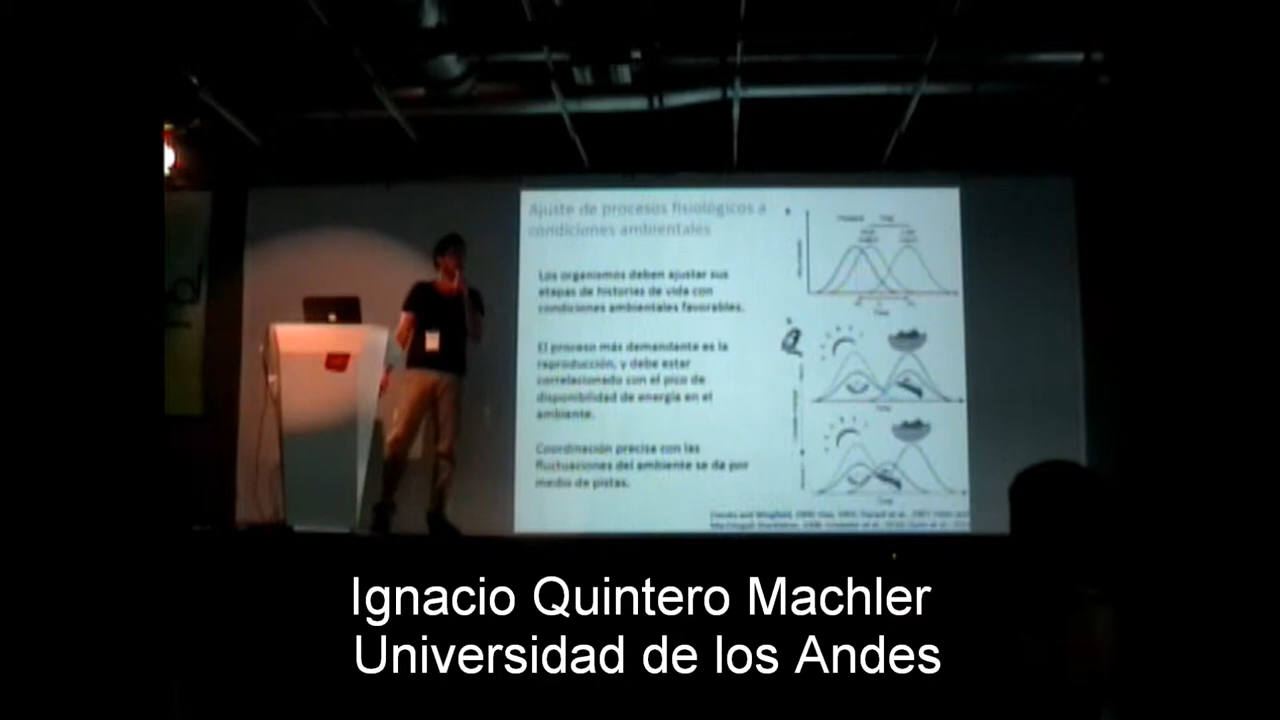 Ajuste de procesos fisiológicos a
condiciones ambientales
Los organismos deben ajustar sus
etapas de historias de vida con
condiciones ambientales favorables.
El proceso más demandante es la
reproducción, y debe estar
correlacionado con el pico de
disponibilidad de energía en el
ambiente.
Coordinación precisa con las
fluctuaciones del ambiente se da por
medio de pistas.
Ignacio Quintero Machler
Universidad de los Andes